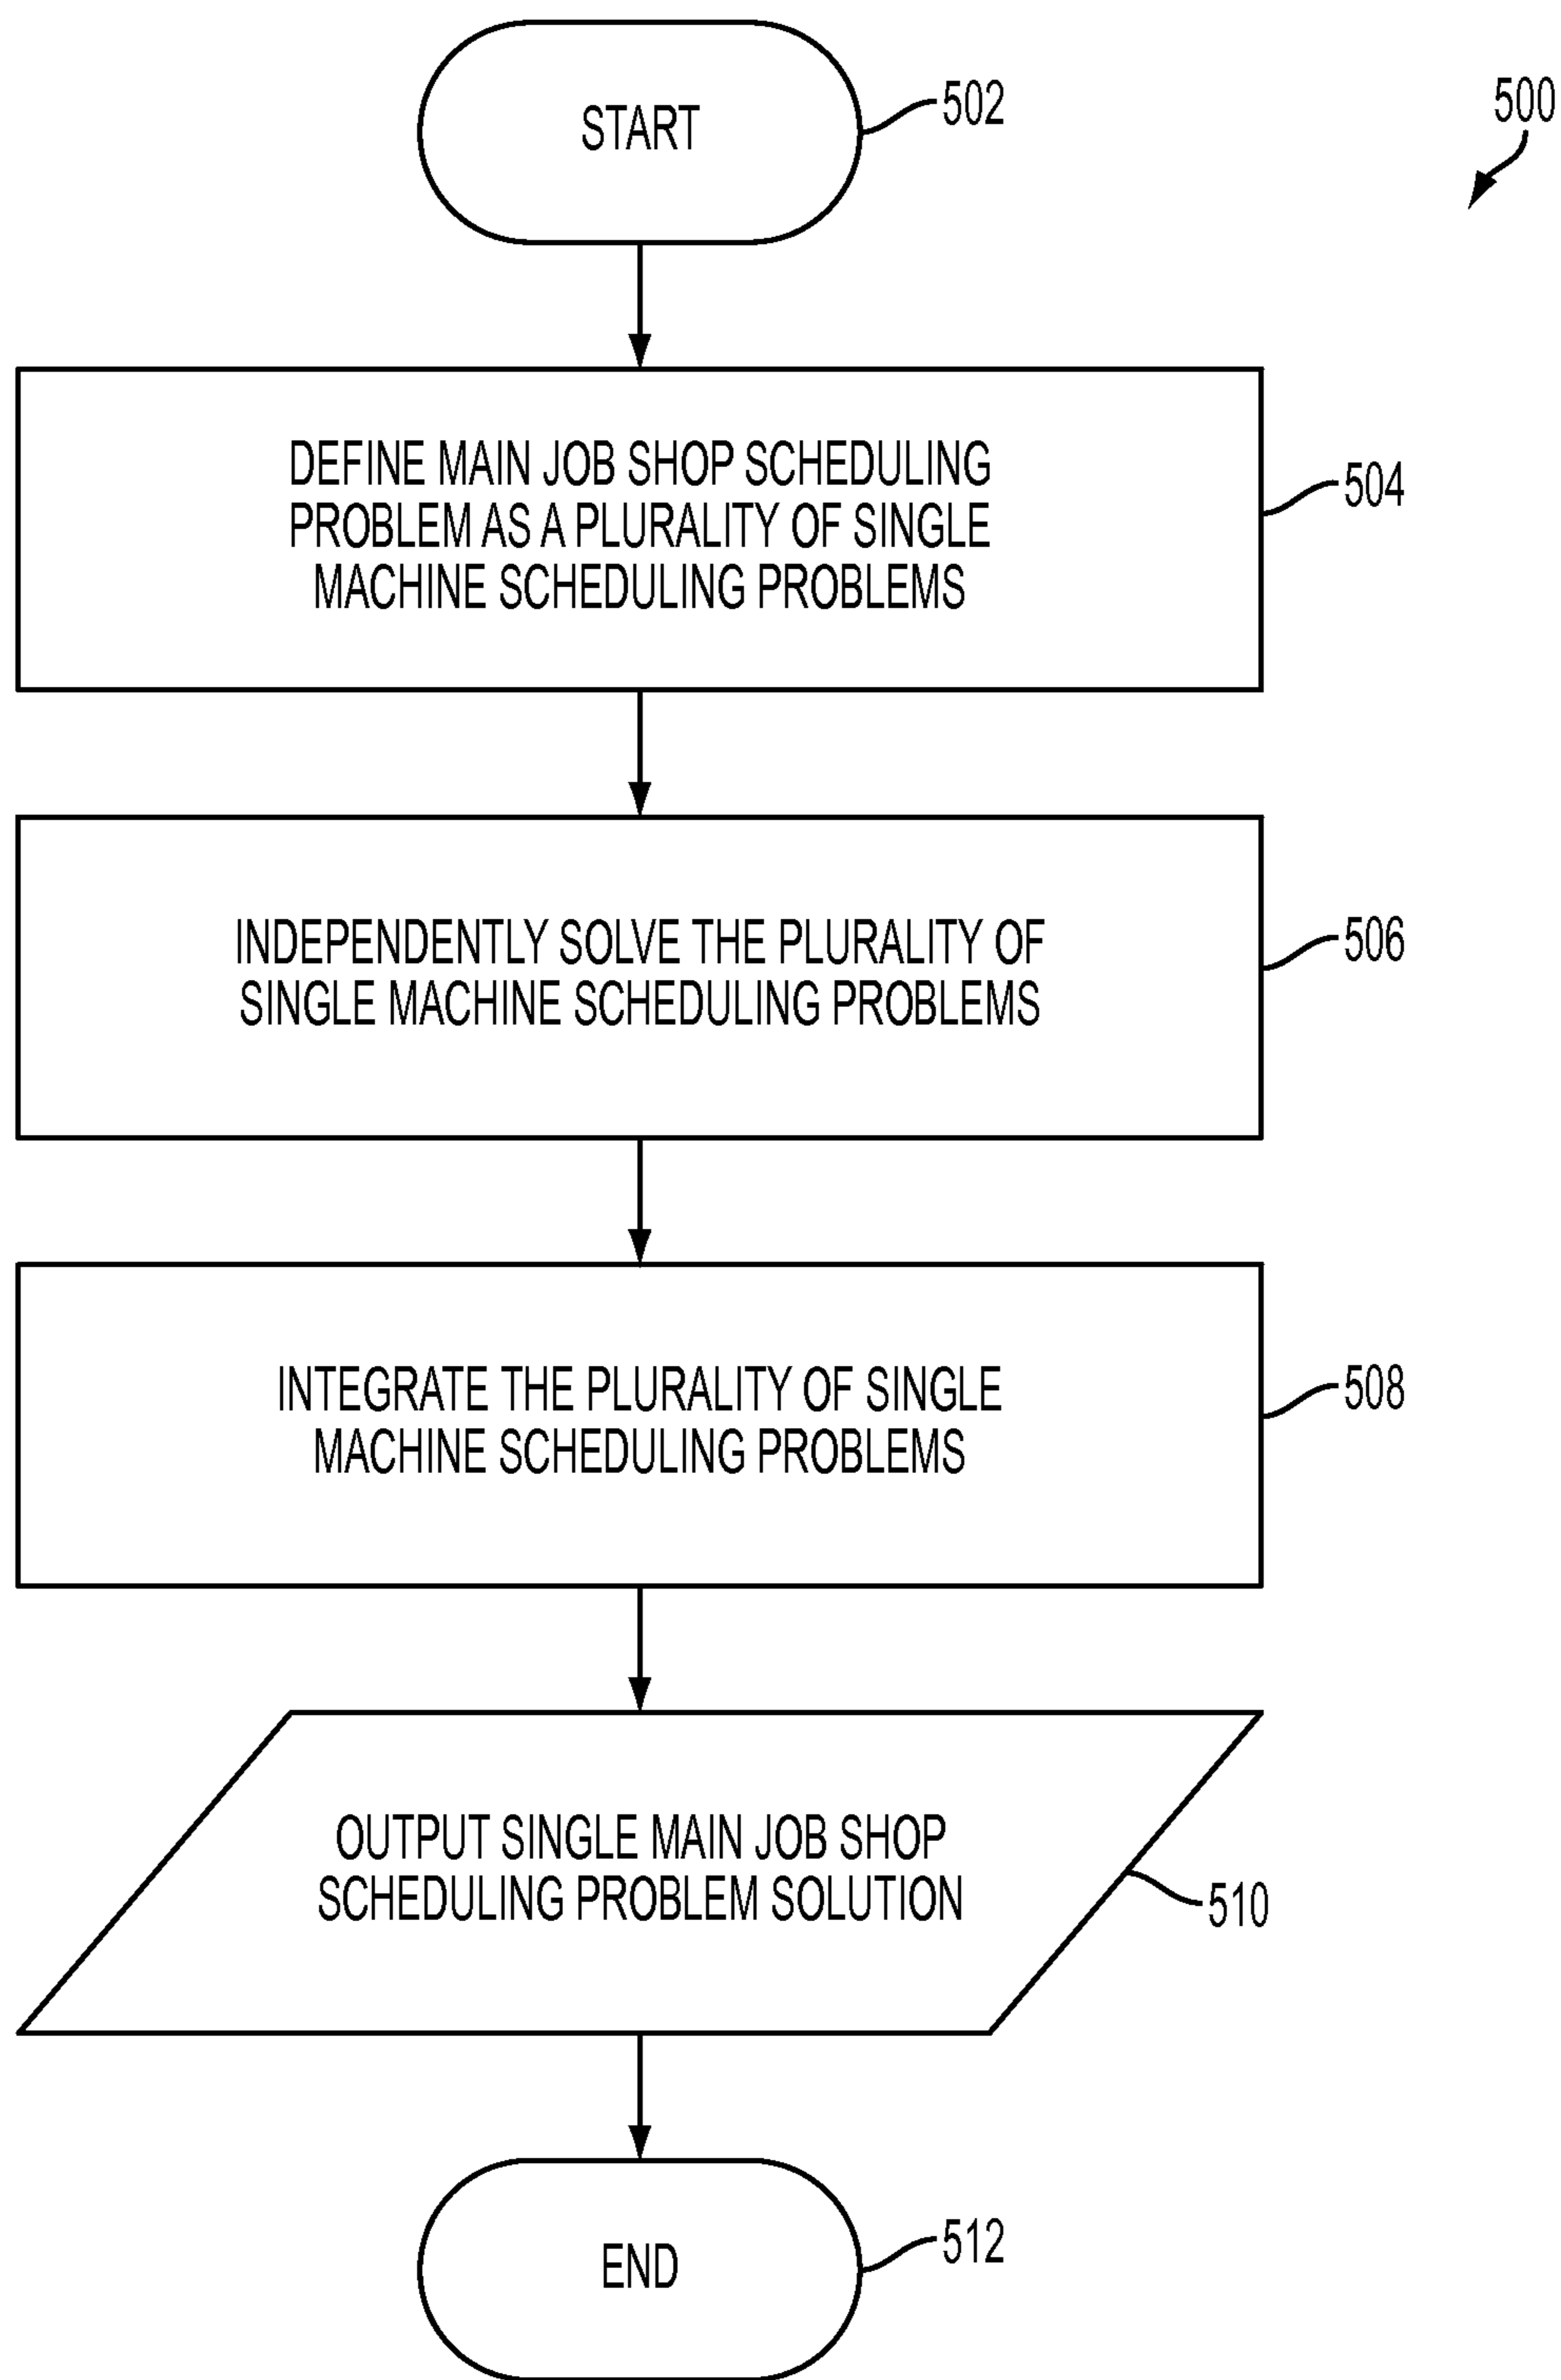 START
502
500
DEFINE MAIN JOB SHOP SCHEDULING
PROBLEM AS A PLURALITY OF SINGLE
MACHINE SCHEDULING PROBLEMS
504
INDEPENDENTLY SOLVE THE PLURALITY OF
SINGLE MACHINE SCHEDULING PROBLEMS
506
INTEGRATE THE PLURALITY OF SINGLE
MACHINE SCHEDULING PROBLEMS
508
OUTPUT SINGLE MAIN JOB SHOP
SCHEDULING PROBLEM SOLUTION
510
END
512